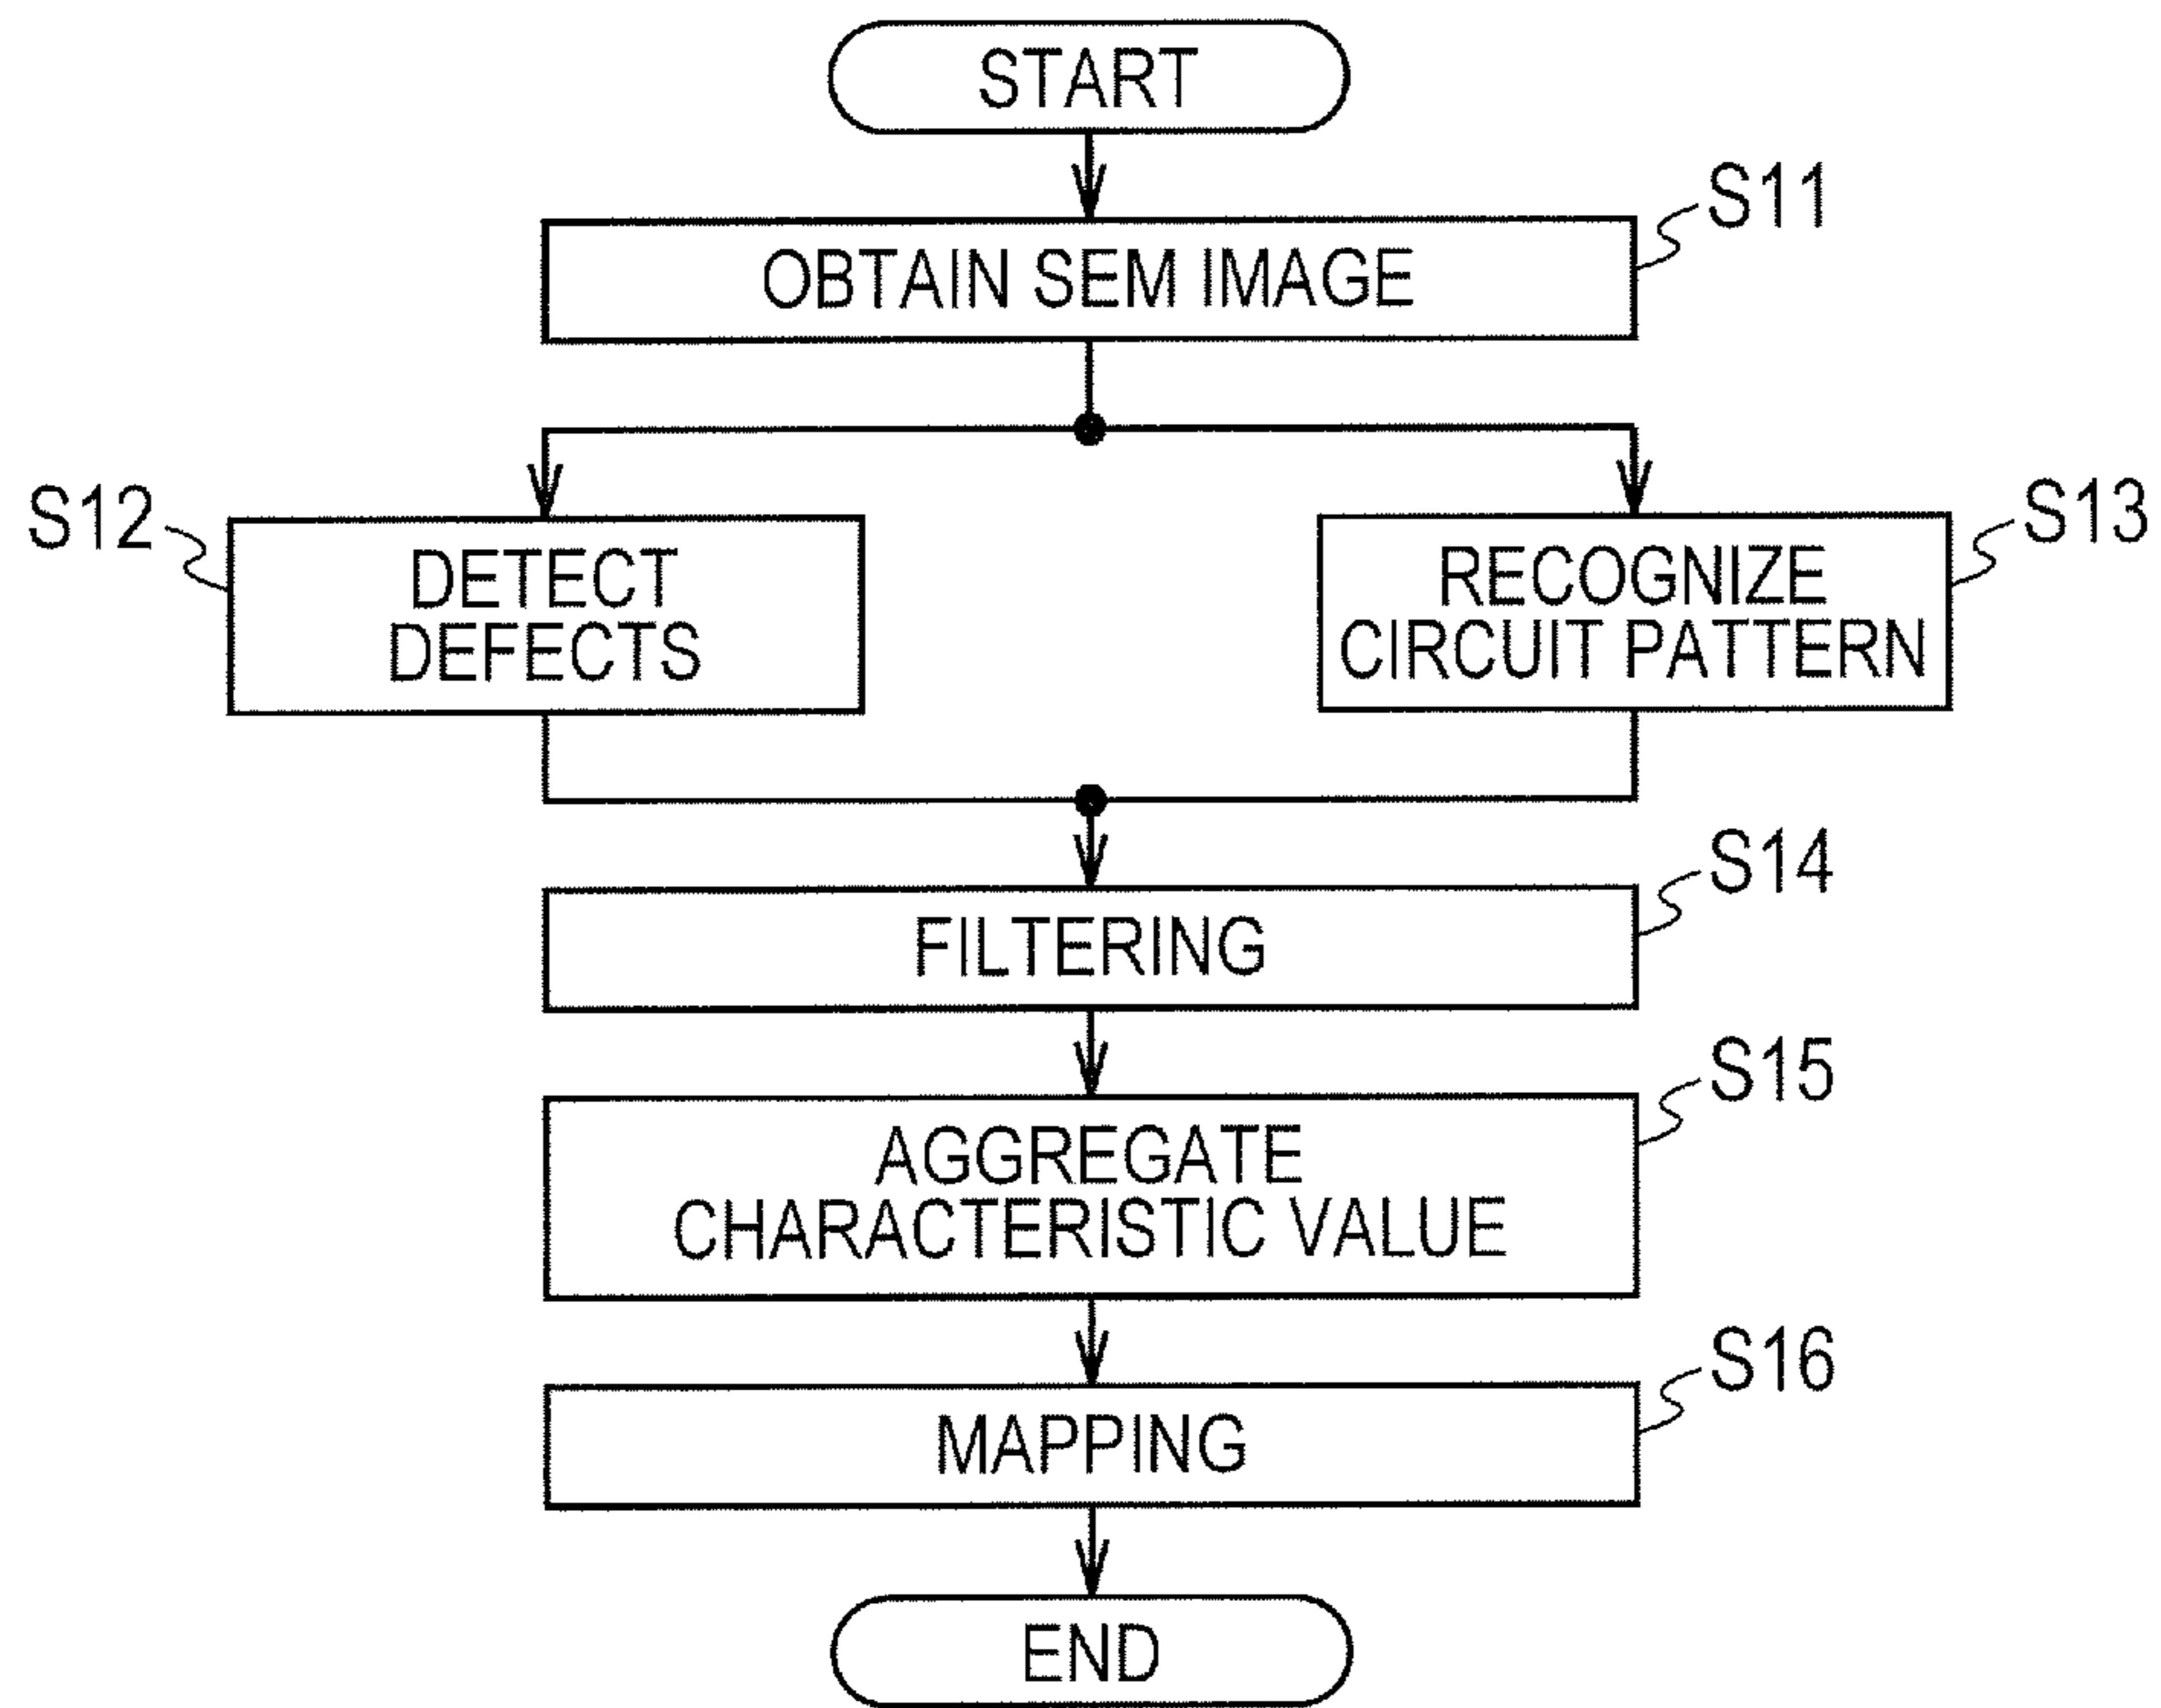 START
S11
OBTAIN SEM IMAGE
S12
DETECT
DEFECTS
S13
RECOGNIZE
CIRCUIT PATTERN
S14
FILTERING
S15
AGGREGATE
CHARACTERISTIC VALUE
S16
MAPPING
END